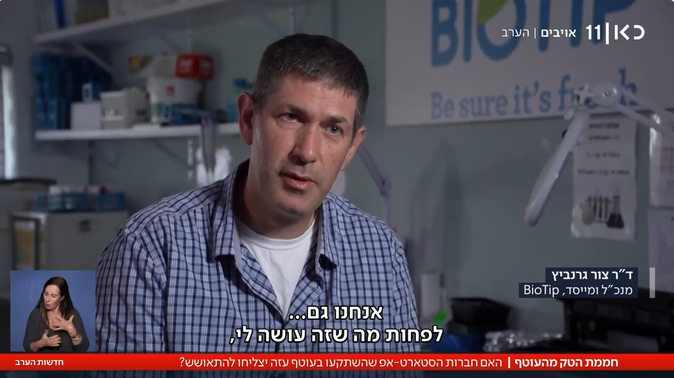 כאן 11 | אויבים | הערב
BIOTIP
Be sure it's fresh
ד"ר צור גרנביץ
מנכ"ל ומייסד, BioTip
אנחנו גם...
לפחות מה שזה עושה לי,
חממת הטק מהעוטף | האם חברות הסטארט-אפ שהשתקעו בעוטף עזה יצליחו להתאושש?
חדשות הערב